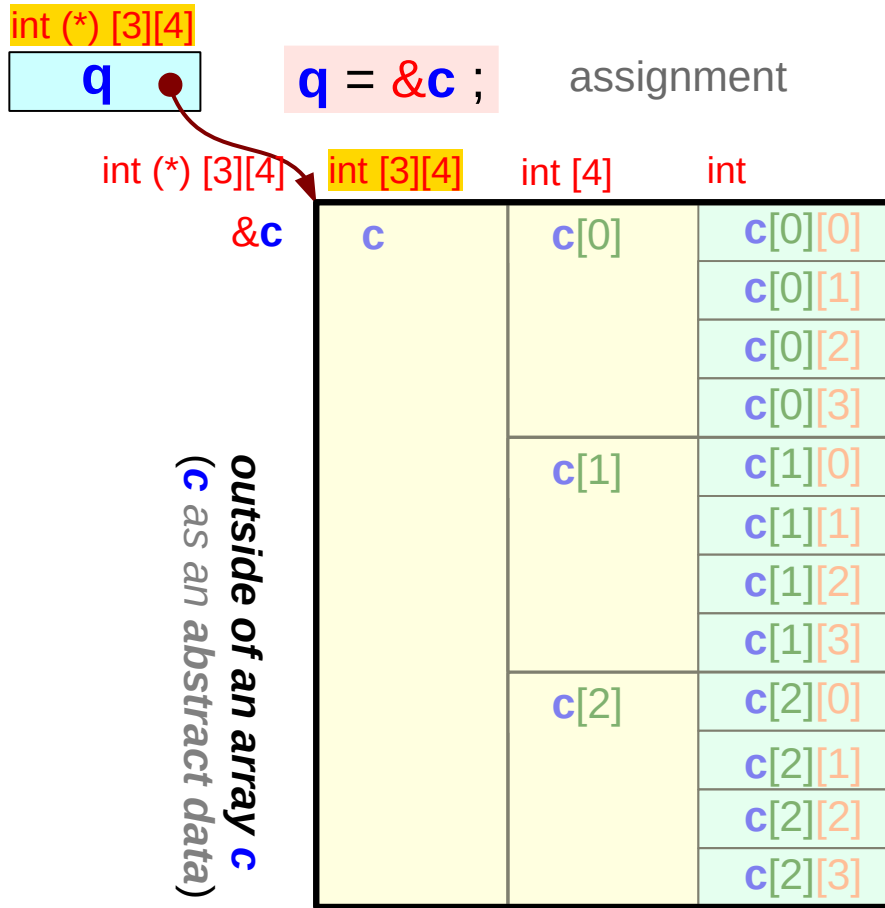 int (*) [3][4]
q
q = &c ;
assignment
int (*) [3][4]
int [3][4]
int [4]
int
&c
c
c[0]
c[0][0]
c[0][1]
c[0][2]
c[0][3]
c[1]
c[1][0]
c[1][1]
c[1][2]
c[1][3]
c[2]
c[2][0]
c[2][1]
c[2][2]
c[2][3]
outside of an array c
(c as an abstract data)